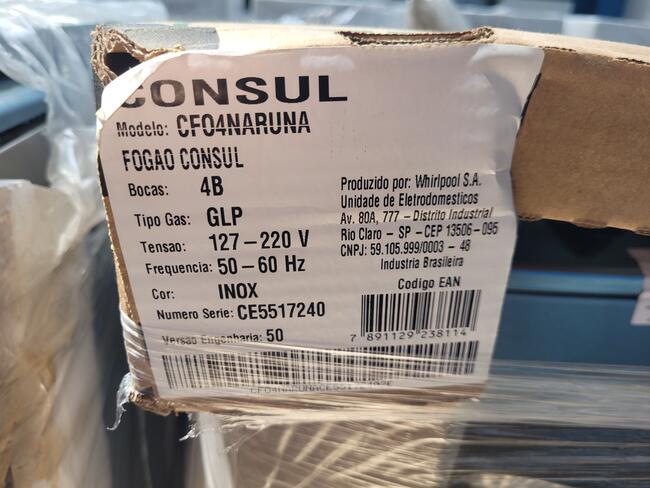 CONSUL
Modelo: CFO4NARUNA
FOGAO CONSUL
Bocas: 4B
Tipo Gas: GLP
Tensao: 127-220 V
Frequencia: 50-60 Hz
Cor: INOX
Numero Serie: CE5517240
Versao Engenharia: 50
Produzido por: Whirlpool S.A.
Unidade de Eletrodomesticos
Av. 80A, 777 - Distrito Industrial
Rio Claro - SP - CEP 13506-095
CNPJ: 59.105.999/0003 - 48
Industria Brasileira
Codigo EAN
7 891129 238114